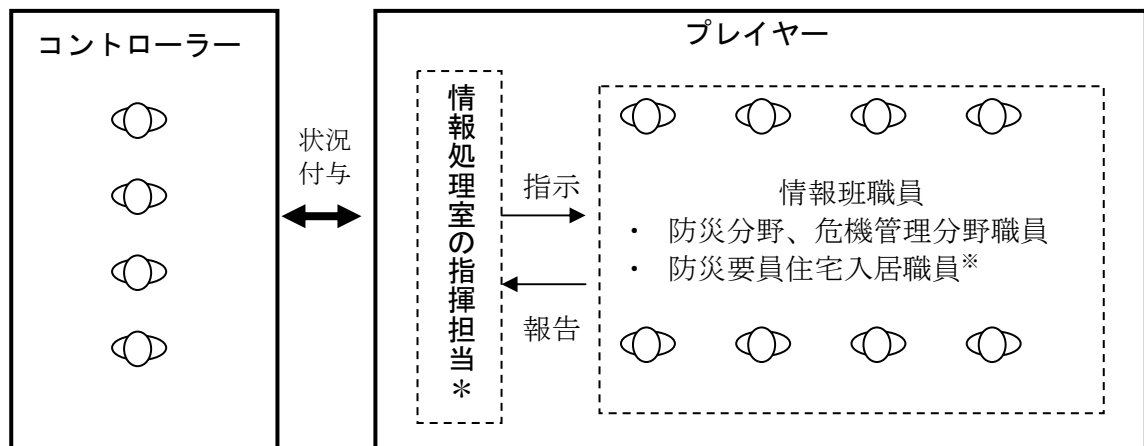 コントローラー
状況
付与
プレイヤー
情報処理室の指揮担当＊
指示
報告
情報班職員
・ 防災分野、危機管理分野職員
・ 防災要員住宅入居職員※